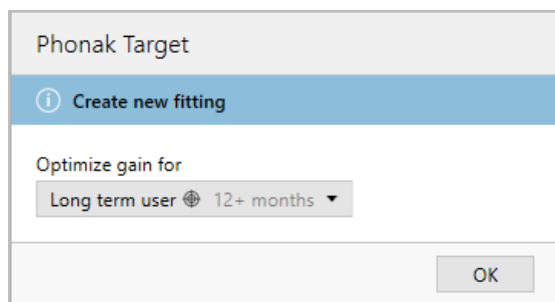 Phonak Target
Create new fitting
Optimize gain for
Long term user 12+ months
OK